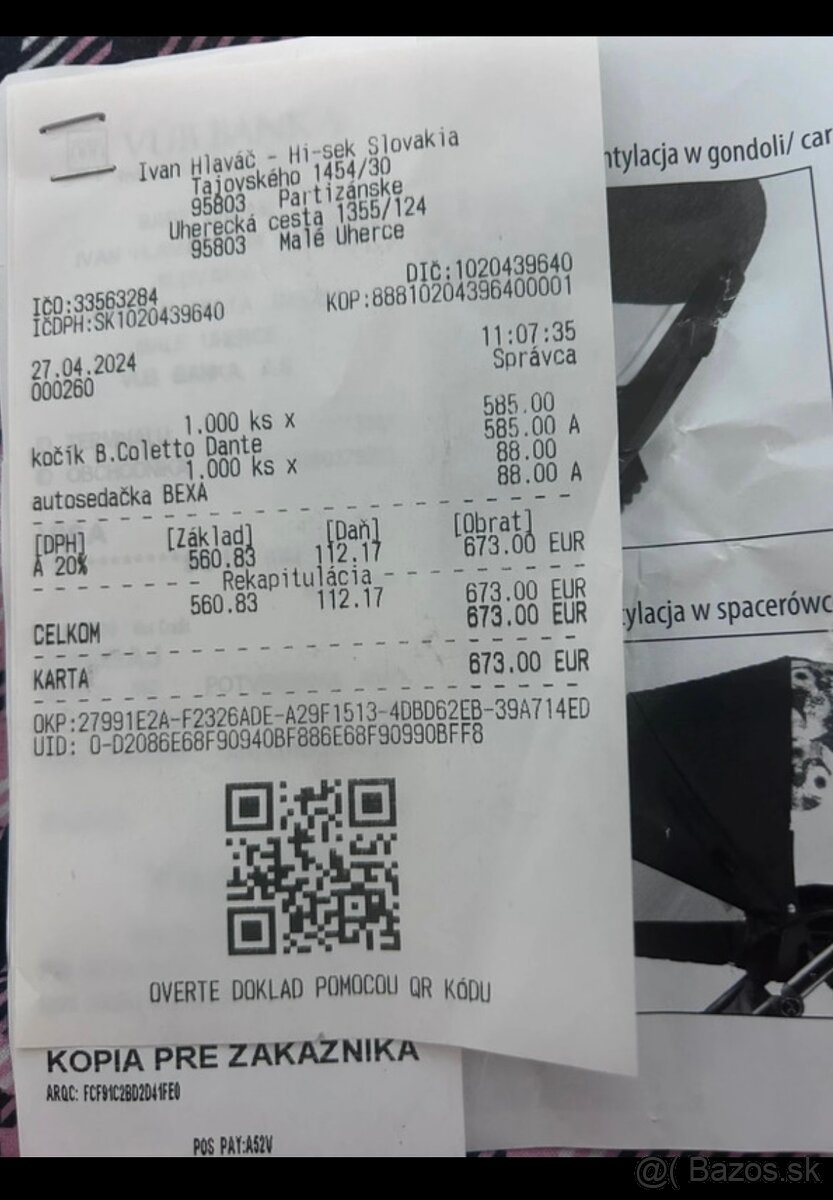 Ivan Hlaváč - Hi-sek Slovakia
Tajovského 1454/30
95803 Partizánske
Uherecká cesta 1355/124
95803 Malé Uherce
DIČ:1020439640
IČO:33563284
KOP:88810204396400001
IČDPH:SK1020439640
11:07:35
27.04.2024
Správca
000260
585.00
1.000 ks x
585.00 A
kočík B.Coletto Dante
88.00
1.000 ks x
88.00 A
autosedačka BEXA
[DPH] [Základ] [Daň] [Obrat]
A 20% 560.83 112.17 673.00 EUR
Rekapitulácia
560.83 112.17 673.00 EUR
CELKOM 673.00 EUR
KARTA 673.00 EUR
OKP:27991E2A-F2326ADE-A29F1513-4DBD62EB-39A714ED
UID: O-D2086E68F90940BF886E68F90990BFF8
OVERTE DOKLAD POMOCOU QR KÓDU
KOPIA PRE ZAKAZNIKA
ARQC: FCF91C2BD2D41FE0
POS PAY:A52V
ntylacja w gondoli/ car
tylacja w spacerówc
@( Bazos.sk